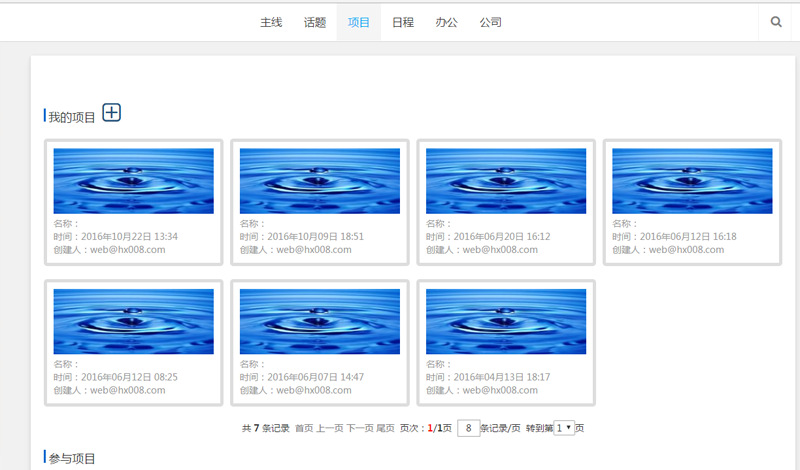 主线 话题 项目 日程 办公 公司
我的项目
名称：
时间：2016年10月22日 13:34
创建人：web@hx008.com
名称：
时间：2016年10月09日 18:51
创建人：web@hx008.com
名称：
时间：2016年06月20日 16:12
创建人：web@hx008.com
名称：
时间：2016年06月12日 16:18
创建人：web@hx008.com
名称：
时间：2016年06月12日 08:25
创建人：web@hx008.com
名称：
时间：2016年06月07日 14:47
创建人：web@hx008.com
名称：
时间：2016年04月13日 18:17
创建人：web@hx008.com
共 7 条记录 首页 上一页 下一页 尾页 页次：1/1页 8 条记录/页 转到第 1 页
参与项目